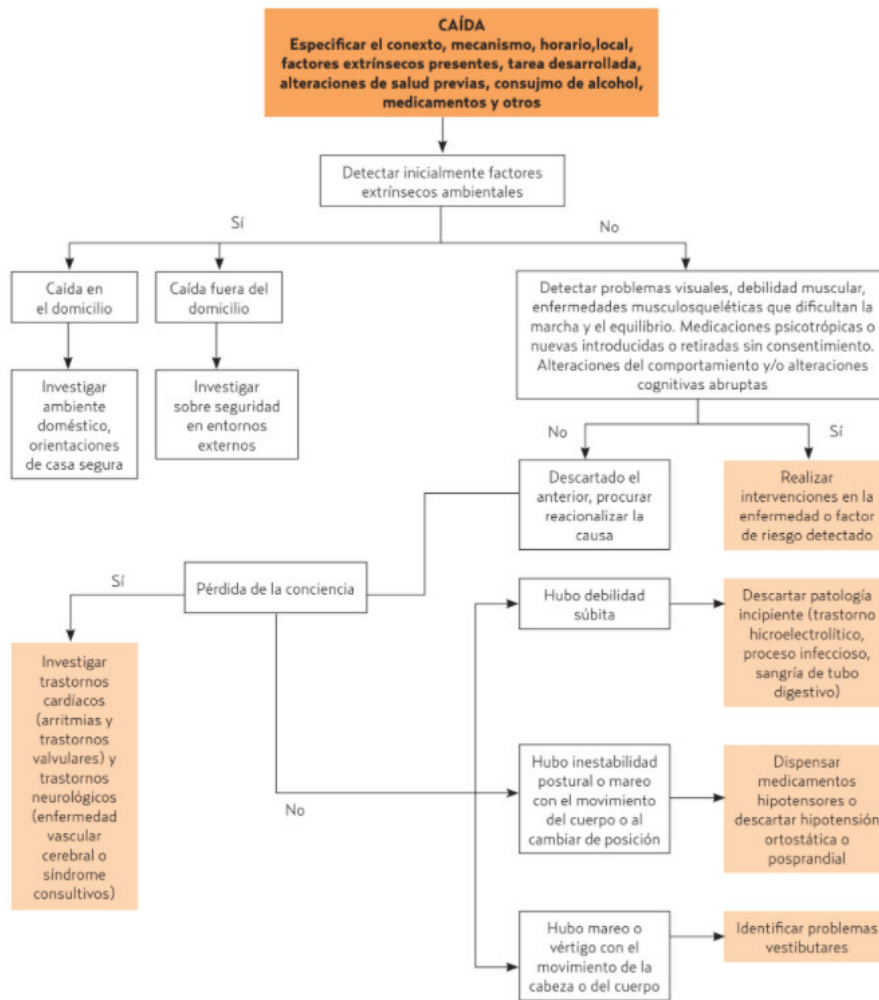 CAÍDA
Especificar el conexto, mecanismo, horario,local,
factores extrínsecos presentes, tarea desarrollada,
alteraciones de salud previas, consujmo de alcohol,
medicamentos y otros
Detectar inicialmente factores
extrínsecos ambientales
Sí
No
Caída en
el domicilio
Caída fuera del
domicilio
Detectar problemas visuales, debilidad muscular,
enfermedades musculosqueléticas que dificultan la
marcha y el equilibrio. Medicaciones psicotrópicas o
nuevas introducidas o retiradas sin consentimiento.
Alteraciones del comportamiento y/o alteraciones
cognitivas abruptas
Investigar
ambiente
doméstico,
orientaciones
de casa segura
Investigar
sobre seguridad
en entornos
externos
No
Sí
Descartado el
anterior, procurar
reacionalizar la
causa
Realizar
intervenciones en la
enfermedad o factor
de riesgo detectado
Sí
Pérdida de la conciencia
Hubo debilidad
súbita
Descartar patología
incipiente (trastorno
hicroelectrolítico,
proceso infeccioso,
sangría de tubo
digestivo)
Investigar
trastornos
cardíacos
(arritmias y
trastornos
valvulares) y
trastornos
neurológicos
(enfermedad
vascular
cerebral o
síndrome
consultivos)
No
Hubo inestabilidad
postural o mareo
con el movimiento
del cuerpo o al
cambiar de posición
Dispensar
medicamentos
hipotensores o
descartar hipotensión
ortostática o
posprandial
Hubo mareo o
vértigo con el
movimiento de la
cabeza o del cuerpo
Identificar problemas
vestibutares